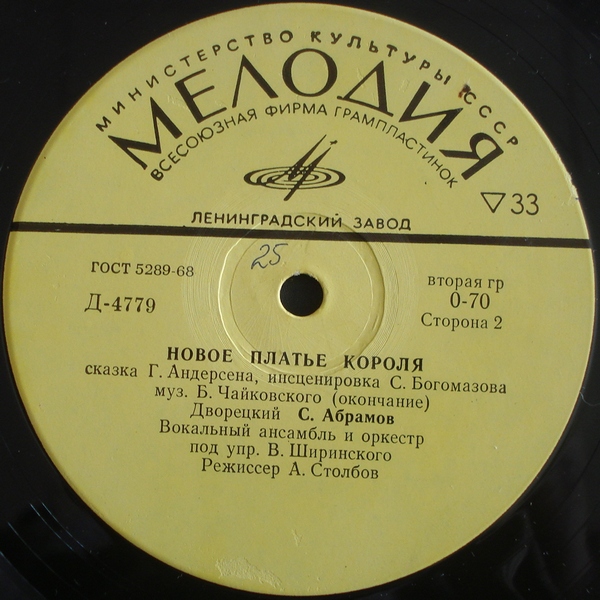 МИНИСТЕРСТВО КУЛЬТУРЫ СССР
МЕЛОДИЯ
ВСЕСОЮЗНАЯ ФИРМА ГРАМПЛАСТИНОК
33
ЛЕНИНГРАДСКИЙ ЗАВОД
25
ГОСТ 5289-68
Д-4779
вторая гр
0-70
Сторона 2
НОВОЕ ПЛАТЬЕ КОРОЛЯ
сказка Г. Андерсена, инсценировка С. Богомазова
муз. Б. Чайковского (окончание)
Дворецкий С. Абрамов
Вокальный ансамбль и оркестр
под упр. В. Ширинского
Режиссер А. Столбов